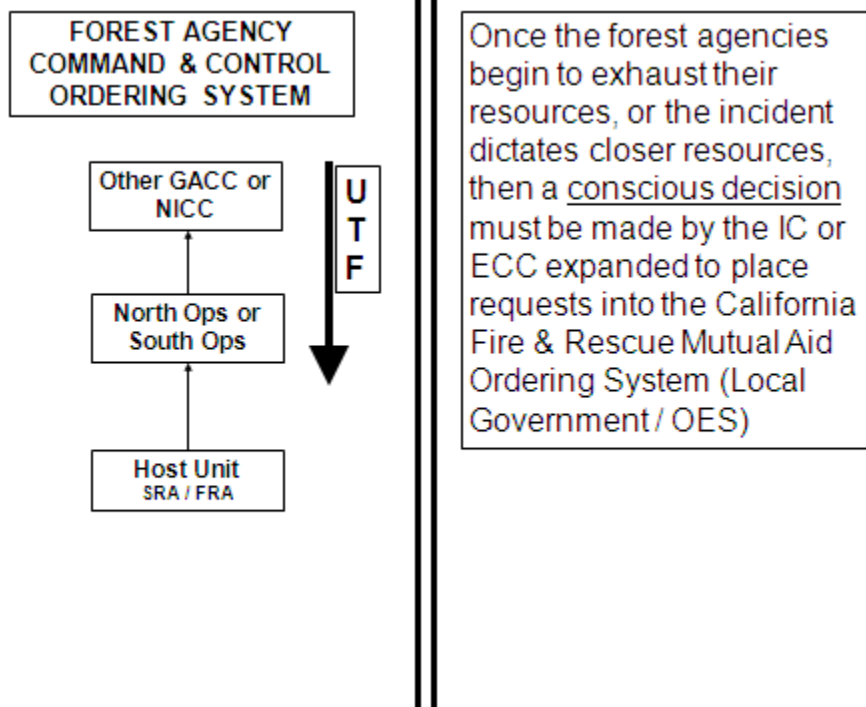 FOREST AGENCY
COMMAND & CONTROL
ORDERING SYSTEM
Other GACC or
NICC
U
T
F
North Ops or
South Ops
Host Unit
SRA / FRA
Once the forest agencies
begin to exhaust their
resources, or the incident
dictates closer resources,
then a conscious decision
must be made by the IC or
ECC expanded to place
requests into the California
Fire & Rescue Mutual Aid
Ordering System (Local
Government / OES)